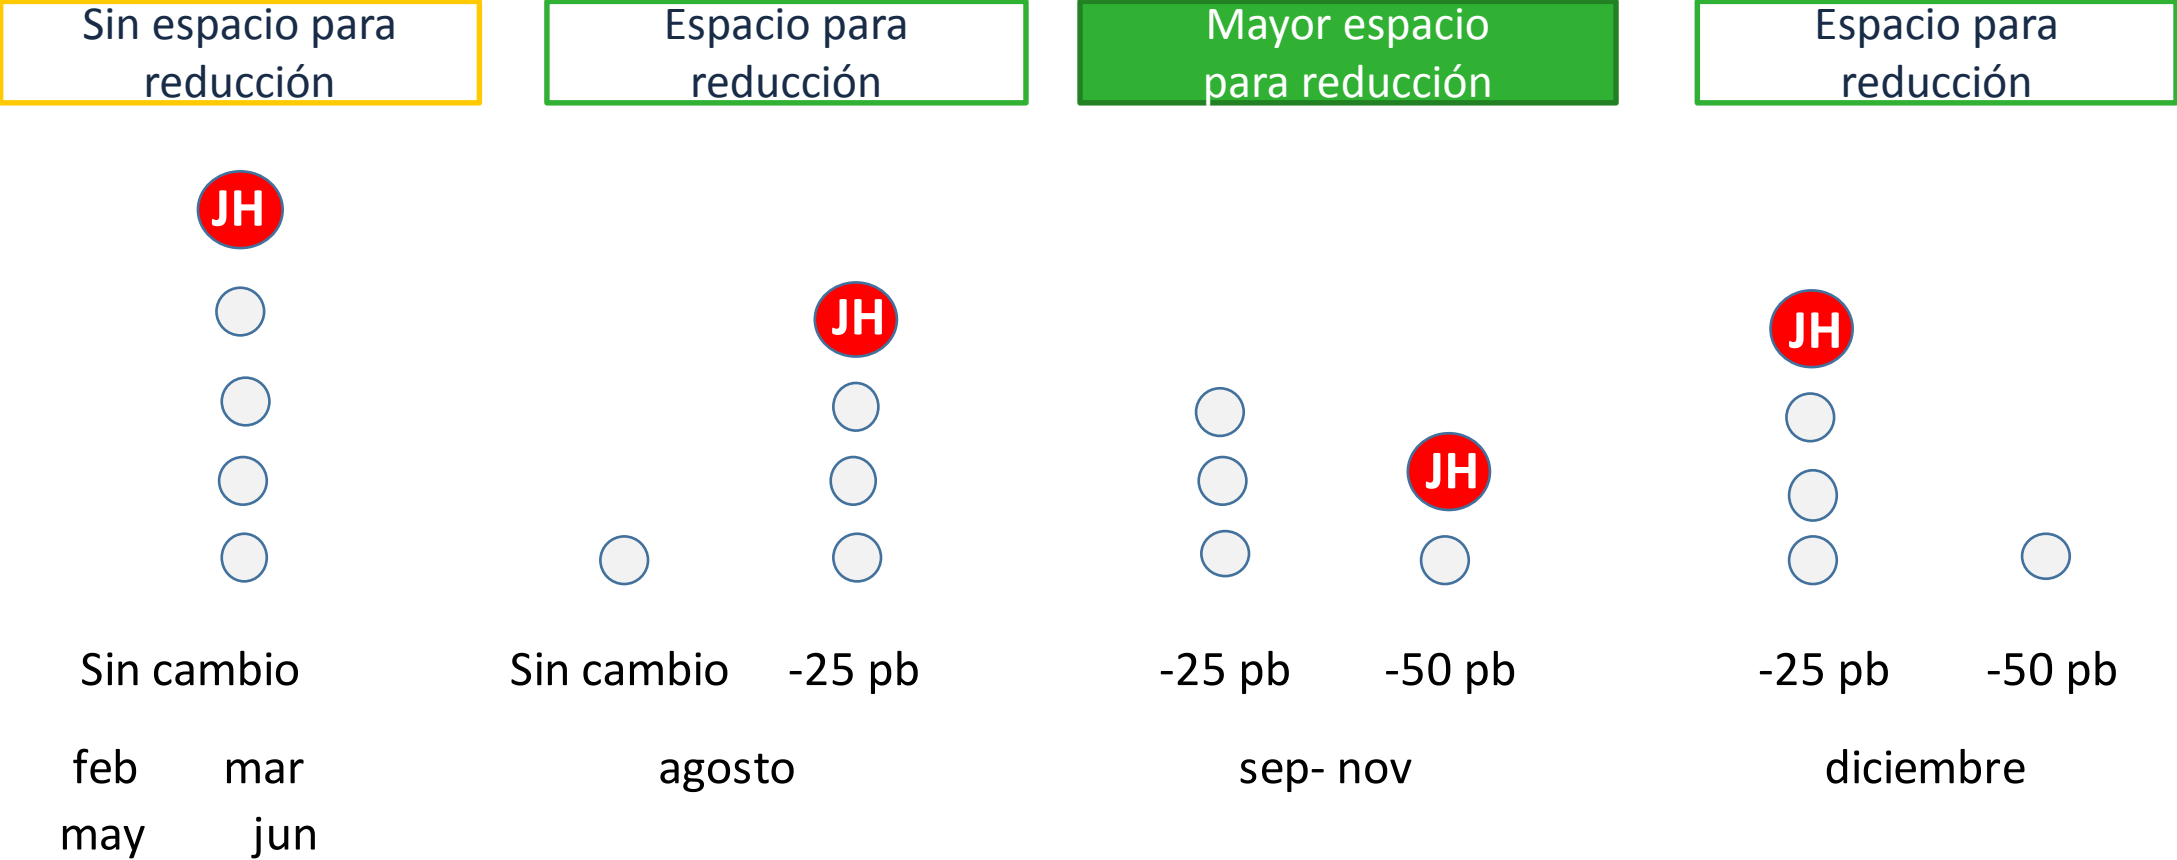 Sin espacio para
reducción
Espacio para
reducción
Mayor espacio
para reducción
Espacio para
reducción
JH
JH
JH
JH
Sin cambio
Sin cambio
-25 pb
-25 pb
-50 pb
-25 pb
-50 pb
feb mar
may jun
agosto
sep- nov
diciembre